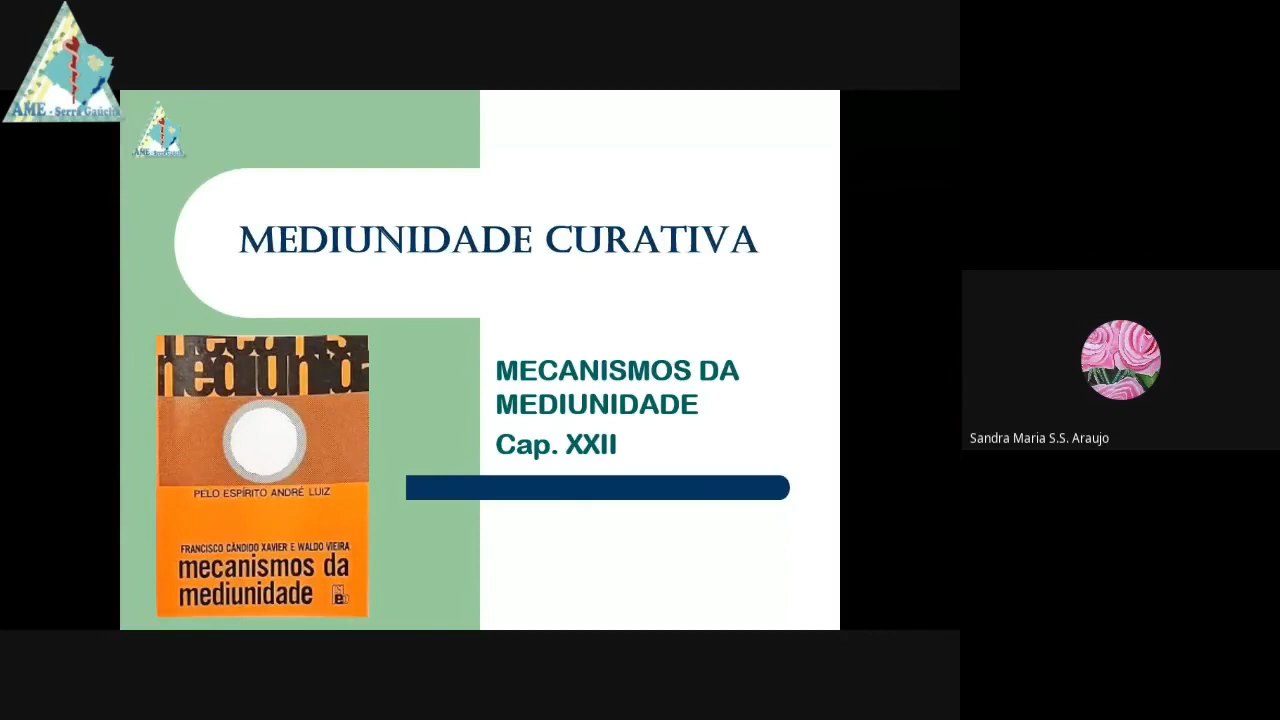 AME - Serra Gaúcha
MEDIUNIDADE CURATIVA
MECANISMOS DA
MEDIUNIDADE
Cap. XXII
PELO ESPÍRITO ANDRÉ LUIZ
FRANCISCO CÂNDIDO XAVIER E WALDO VIEIRA
mecanismos da
mediunidade
Sandra Maria S.S. Araujo